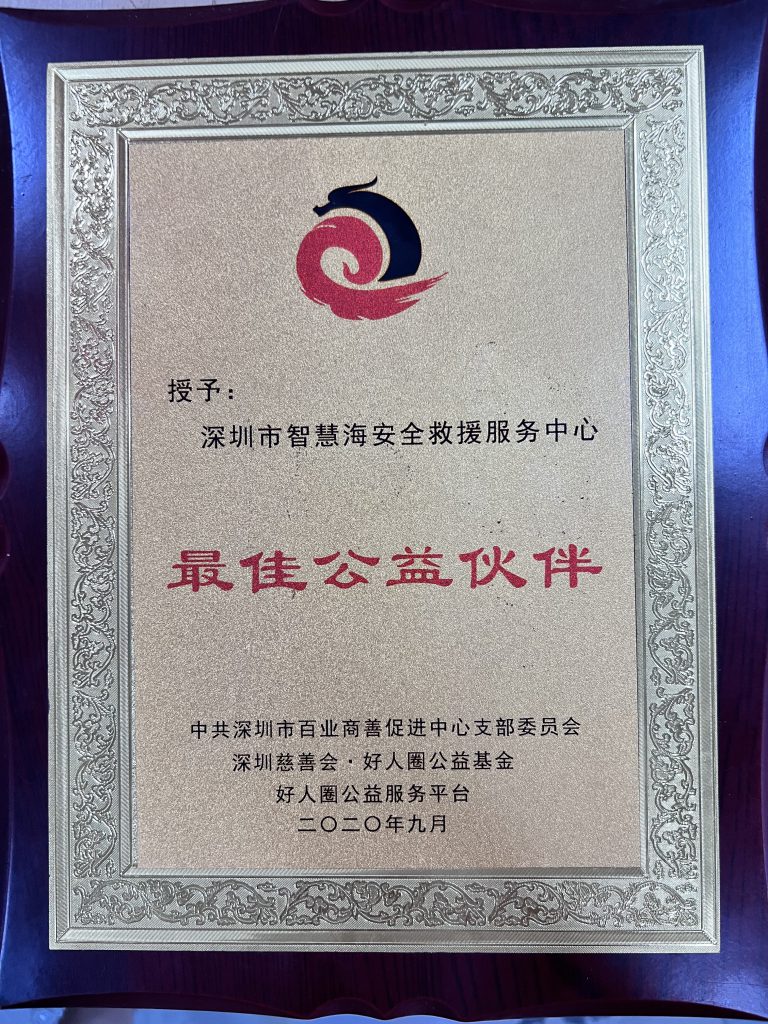 授予：
深圳市智慧海安全救援服务中心
最佳公益伙伴
中共深圳市百业商善促进中心支部委员会
深圳慈善会·好人圈公益基金
好人圈公益服务平台
二〇二〇年九月